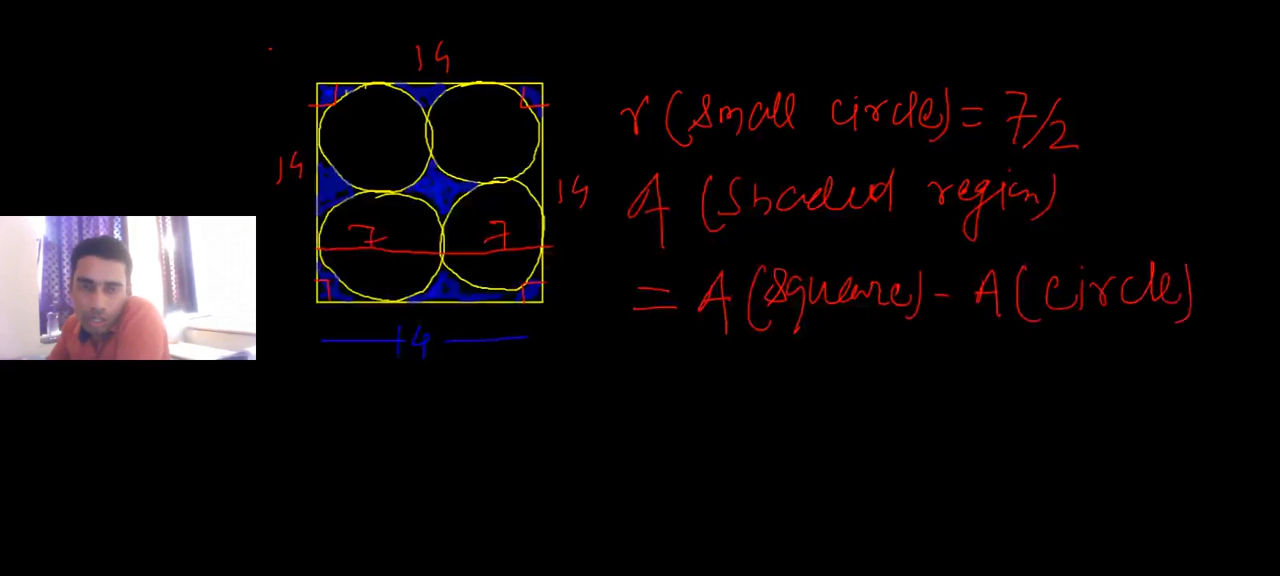 14
14
14
7 7
14
r (small circle) = 7/2
A (Shaded region)
= A (square) - A (circle)